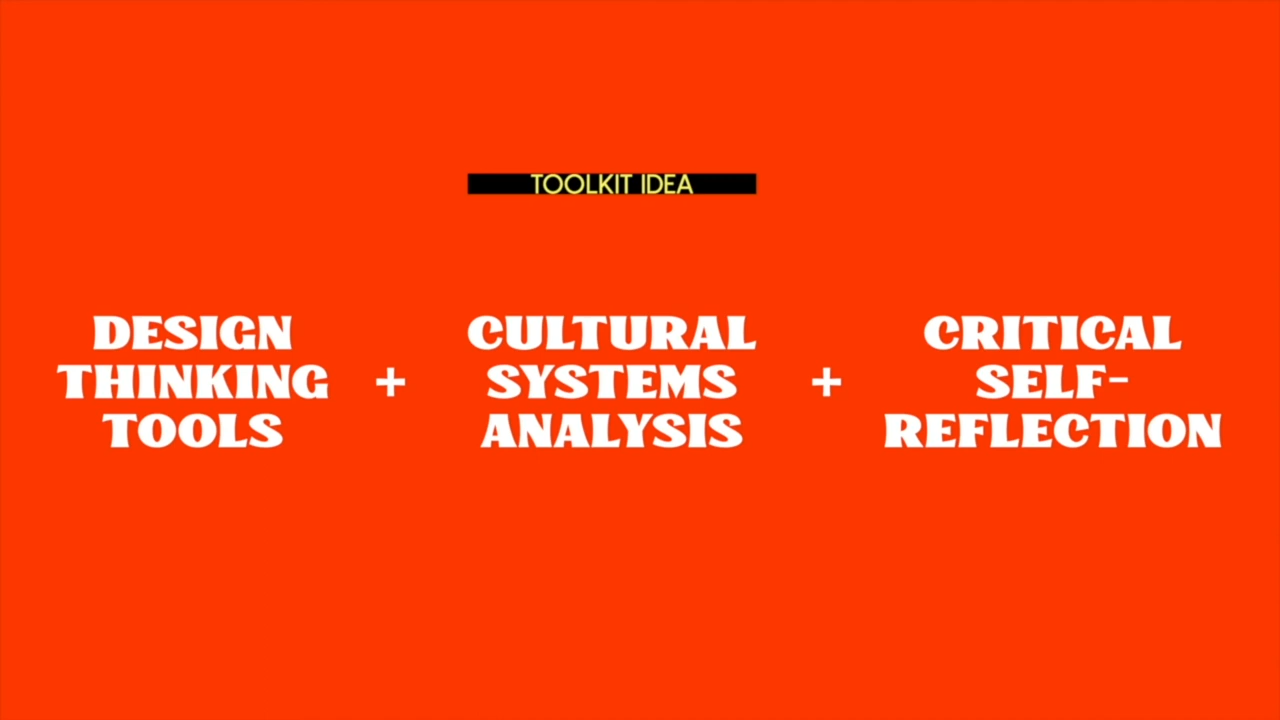 TOOLKIT IDEA
DESIGN
THINKING
TOOLS
+
CULTURAL
SYSTEMS
ANALYSIS
+
CRITICAL
SELF-
REFLECTION